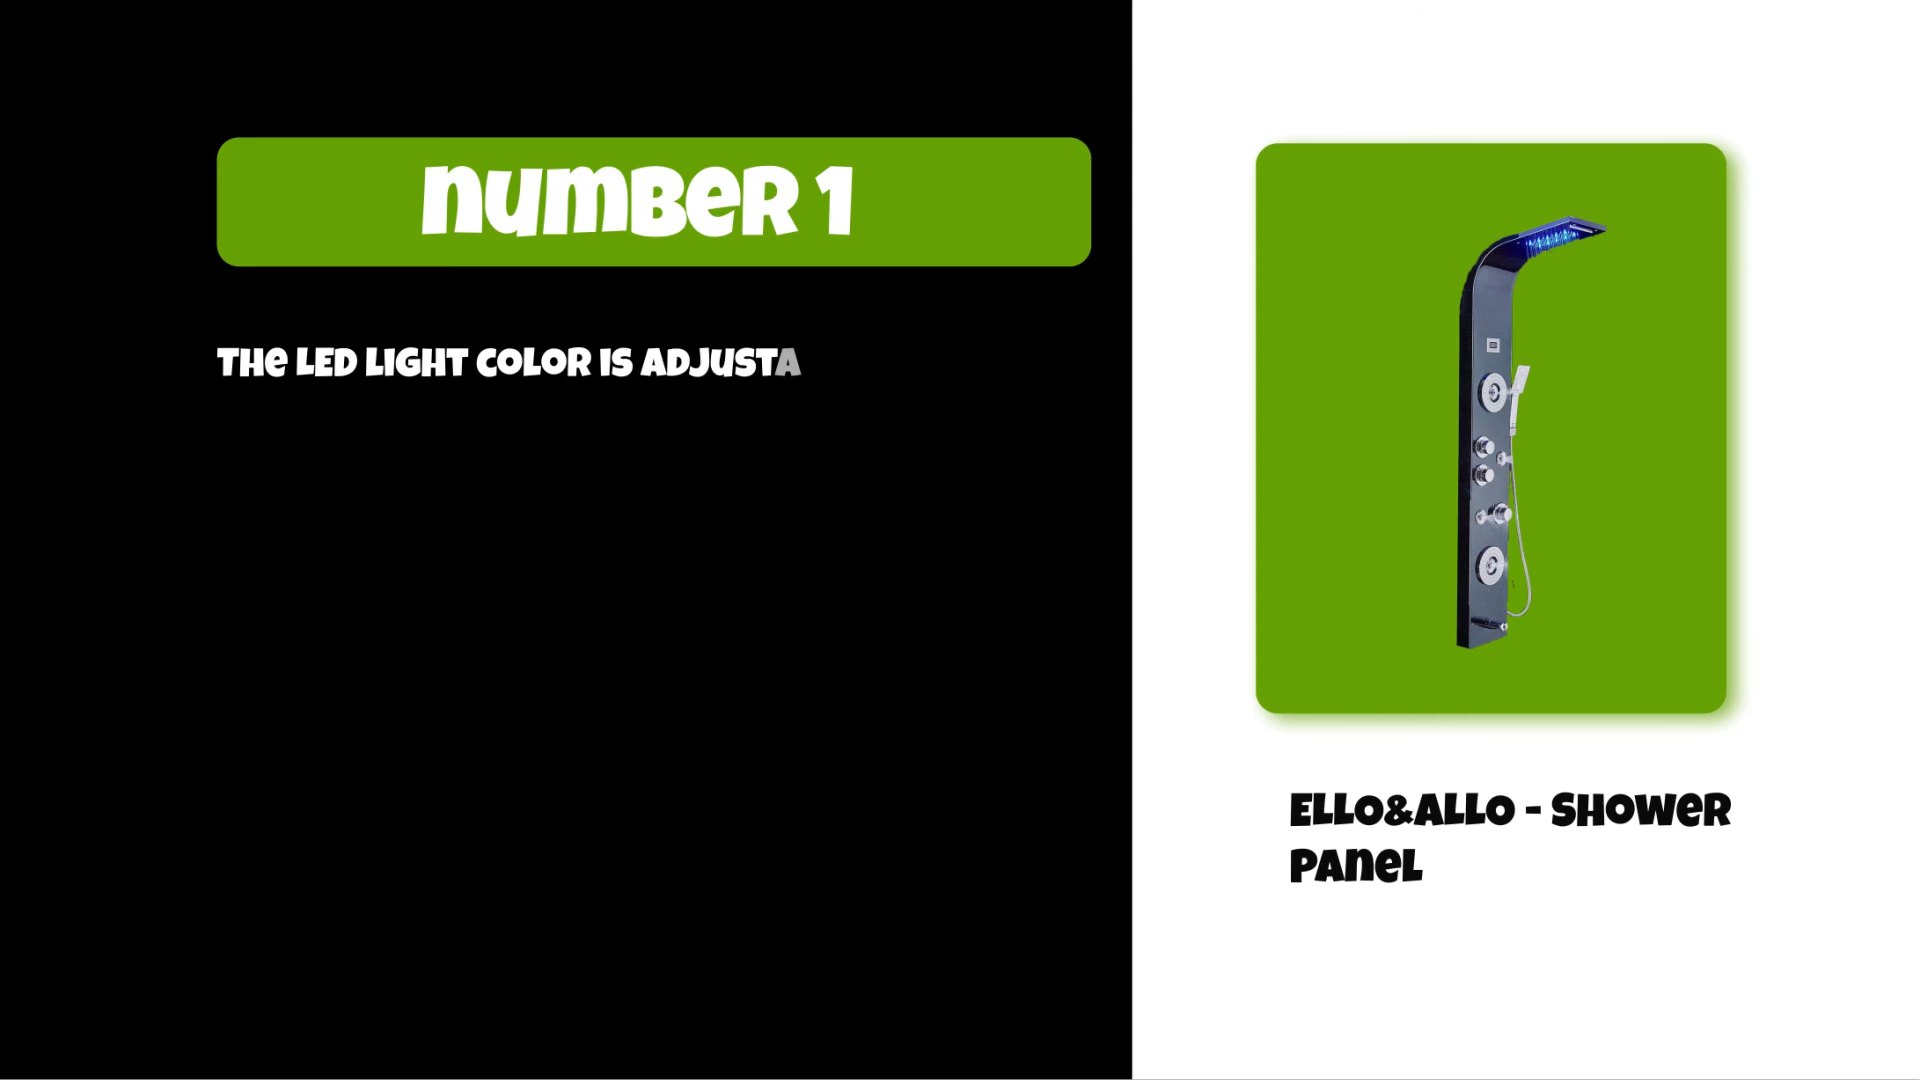 number 1
THe LED LIGHT COLOR IS ADJUSTA
ELLO&ALLO - SHOWER
PANEL